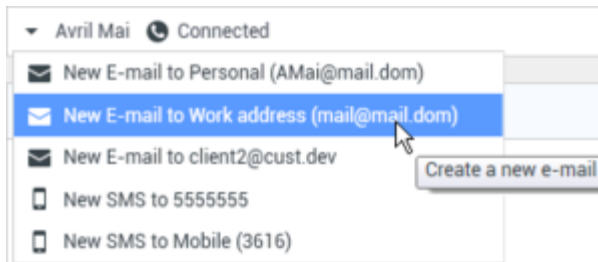 Avril Mai Connected
New E-mail to Personal (AMai@mail.dom)
New E-mail to Work address (mail@mail.dom)
New E-mail to client2@cust.dev
Create a new e-mail
New SMS to 5555555
New SMS to Mobile (3616)